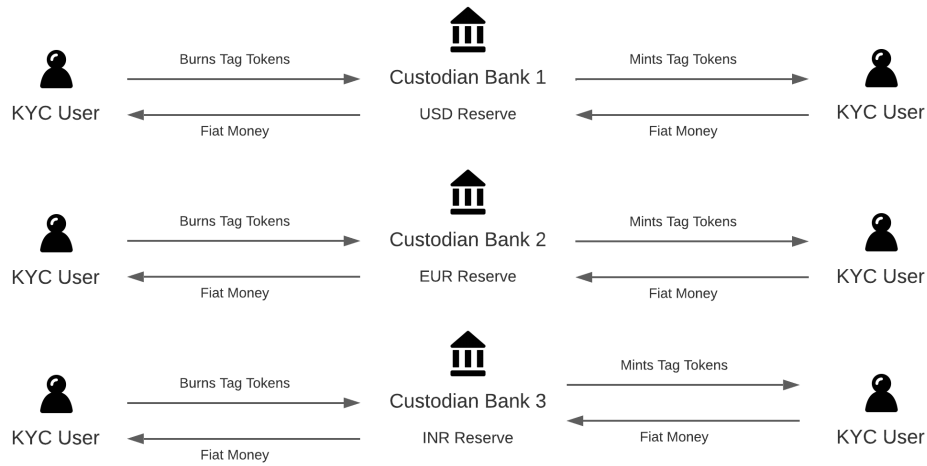 Burns Tag Tokens
Mints Tag Tokens
KYC User
Custodian Bank 1
KYC User
USD Reserve
Fiat Money
Fiat Money
Burns Tag Tokens
Mints Tag Tokens
KYC User
Custodian Bank 2
KYC User
EUR Reserve
Fiat Money
Fiat Money
Burns Tag Tokens
Mints Tag Tokens
KYC User
Custodian Bank 3
KYC User
INR Reserve
Fiat Money
Fiat Money